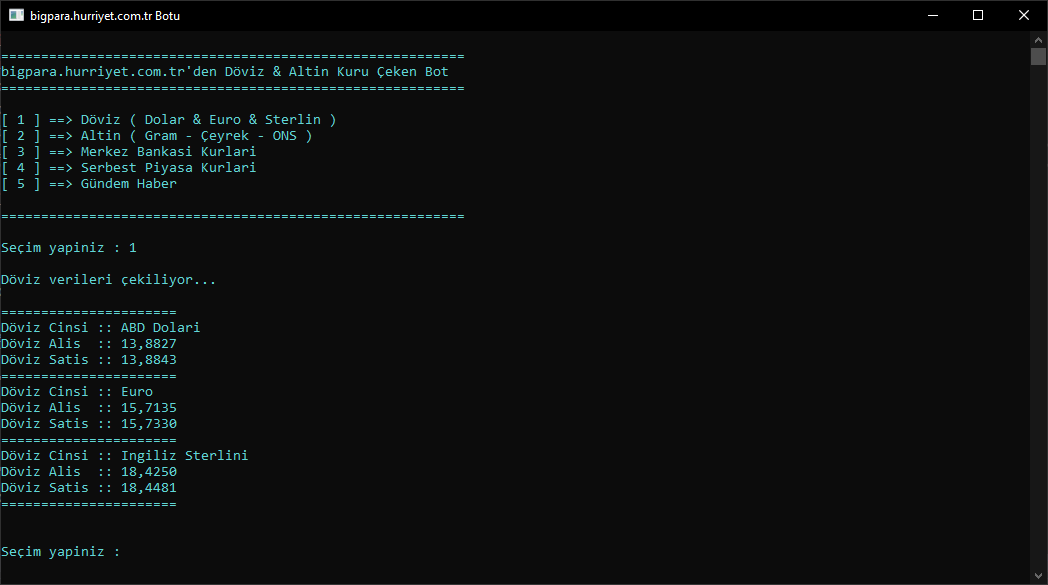 bigpara.hurriyet.com.tr Botu
==========================================================
bigpara.hurriyet.com.tr'den Döviz & Altin Kuru Çeken Bot
==========================================================
[ 1 ] ==> Döviz ( Dolar & Euro & Sterlin )
[ 2 ] ==> Altin ( Gram - Çeyrek - ONS )
[ 3 ] ==> Merkez Bankasi Kurlari
[ 4 ] ==> Serbest Piyasa Kurlari
[ 5 ] ==> Gündem Haber
==========================================================
Seçim yapiniz : 1
Döviz verileri çekiliyor...
======================
Döviz Cinsi :: ABD Dolari
Döviz Alis  :: 13,8827
Döviz Satis :: 13,8843
======================
Döviz Cinsi :: Euro
Döviz Alis  :: 15,7135
Döviz Satis :: 15,7330
======================
Döviz Cinsi :: Ingiliz Sterlini
Döviz Alis  :: 18,4250
Döviz Satis :: 18,4481
======================
Seçim yapiniz :